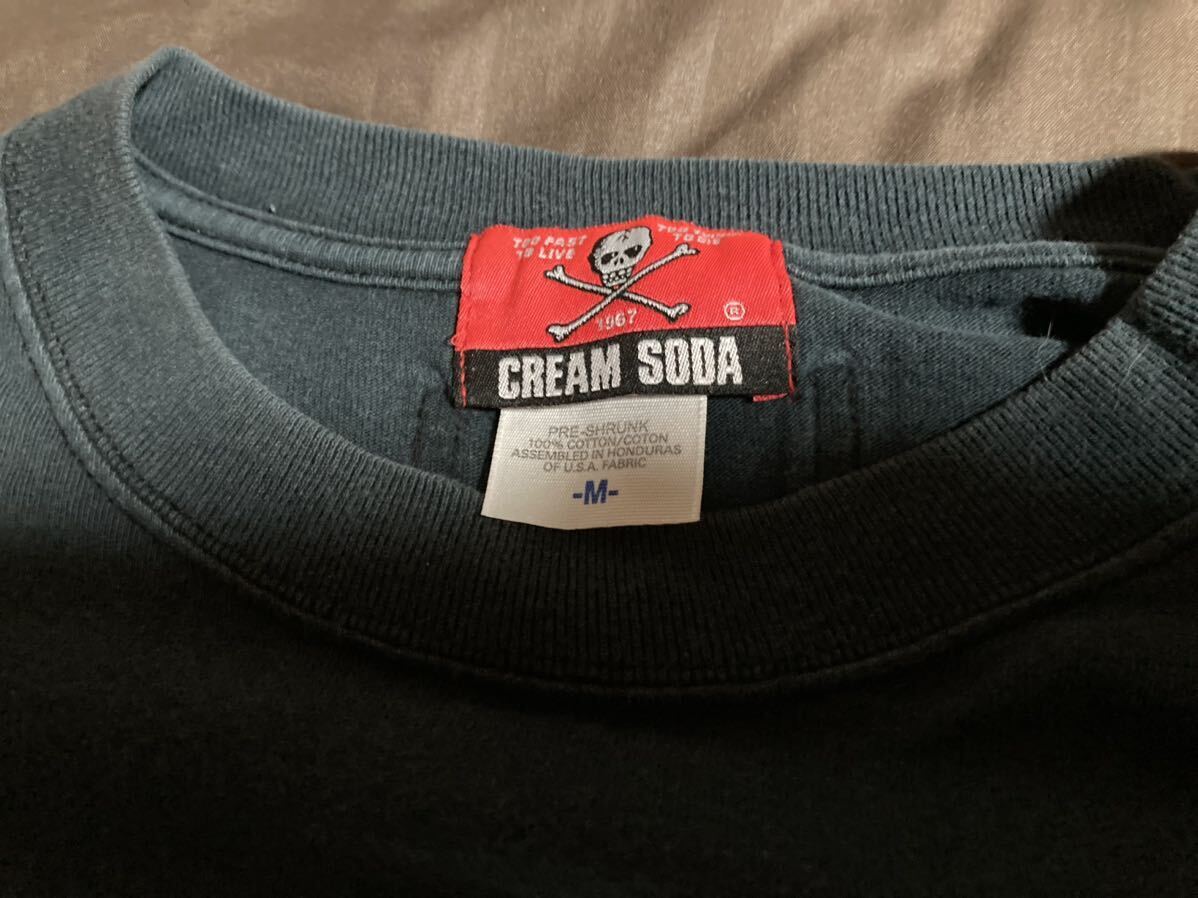 TOO FAST
TO LIVE
TOO YOUNG
TO DIE
1967
®
CREAM SODA
PRE-SHRUNK
100% COTTON/COTON
ASSEMBLED IN HONDURAS
OF U.S.A. FABRIC
-M-